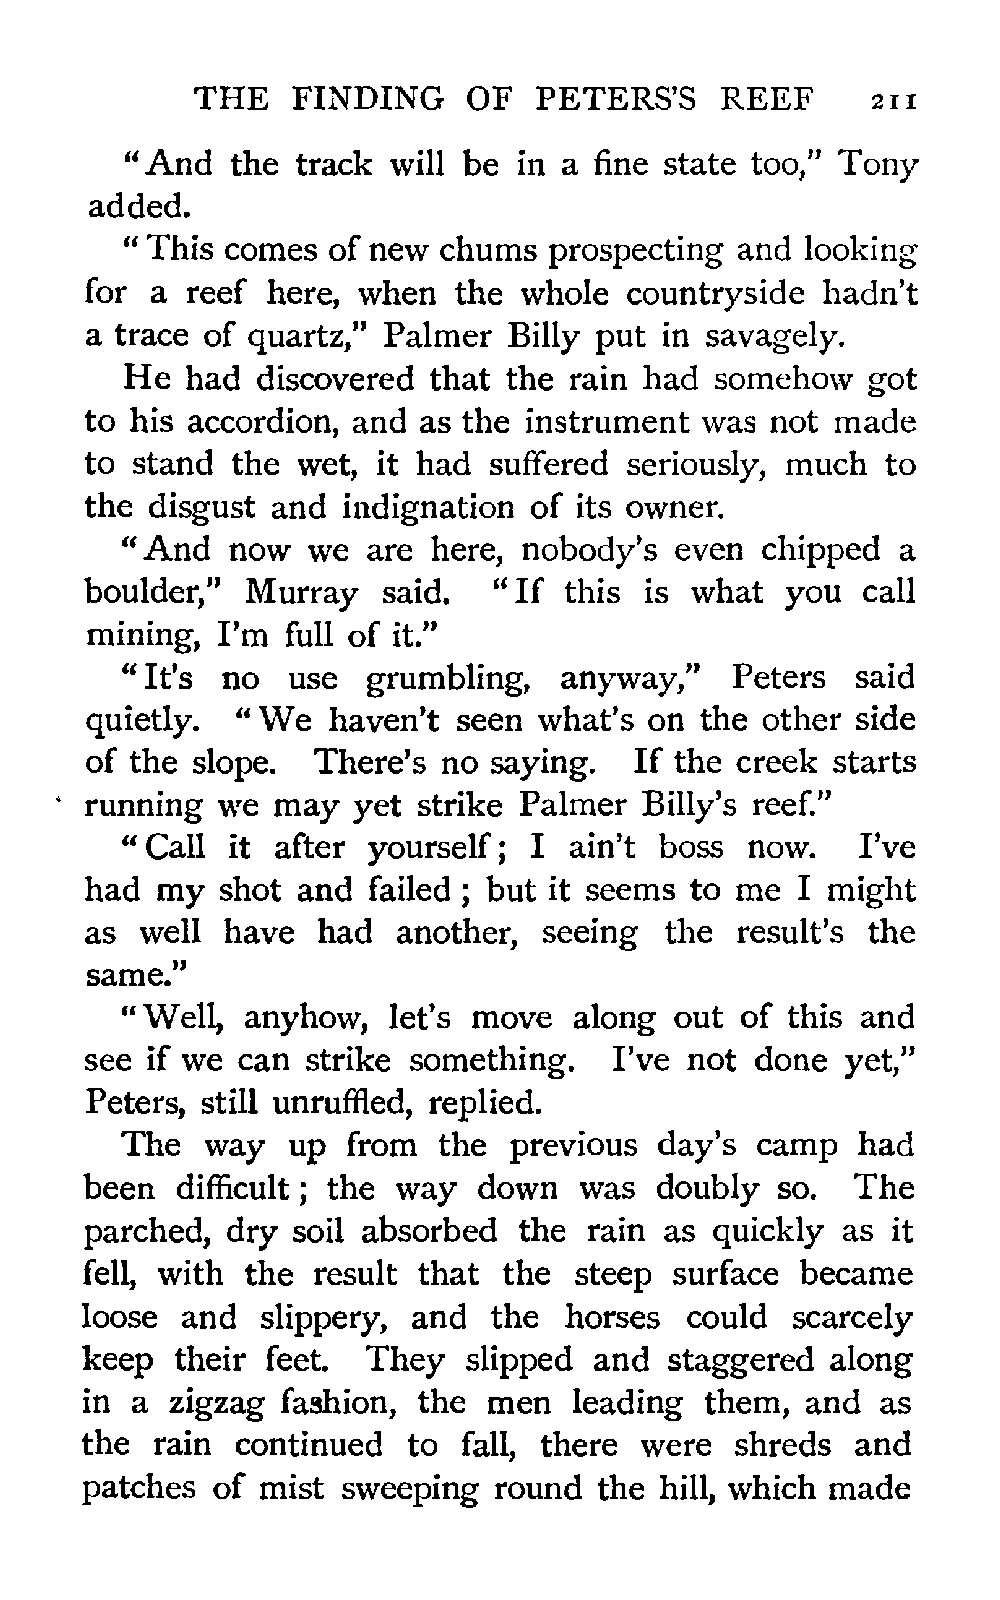 THE FINDING OF PETERS'S REEF 211
"And the track will be in a fine state too," Tony
added.
"This comes of new chums prospecting and looking
for a reef here, when the whole countryside hadn't
a trace of quartz," Palmer Billy put in savagely.
He had discovered that the rain had somehow got
to his accordion, and as the instrument was not made
to stand the wet, it had suffered seriously, much to
the disgust and indignation of its owner.
"And now we are here, nobody's even chipped a
boulder," Murray said. "If this is what you call
mining, I'm full of it."
"It's no use grumbling, anyway," Peters said
quietly. "We haven't seen what's on the other side
of the slope. There's no saying. If the creek starts
running we may yet strike Palmer Billy's reef."
"Call it after yourself; I ain't boss now. I've
had my shot and failed; but it seems to me I might
as well have had another, seeing the result's the
same."
"Well, anyhow, let's move along out of this and
see if we can strike something. I've not done yet,"
Peters, still unruffled, replied.
The way up from the previous day's camp had
been difficult; the way down was doubly so. The
parched, dry soil absorbed the rain as quickly as it
fell, with the result that the steep surface became
loose and slippery, and the horses could scarcely
keep their feet. They slipped and staggered along
in a zigzag fashion, the men leading them, and as
the rain continued to fall, there were shreds and
patches of mist sweeping round the hill, which made